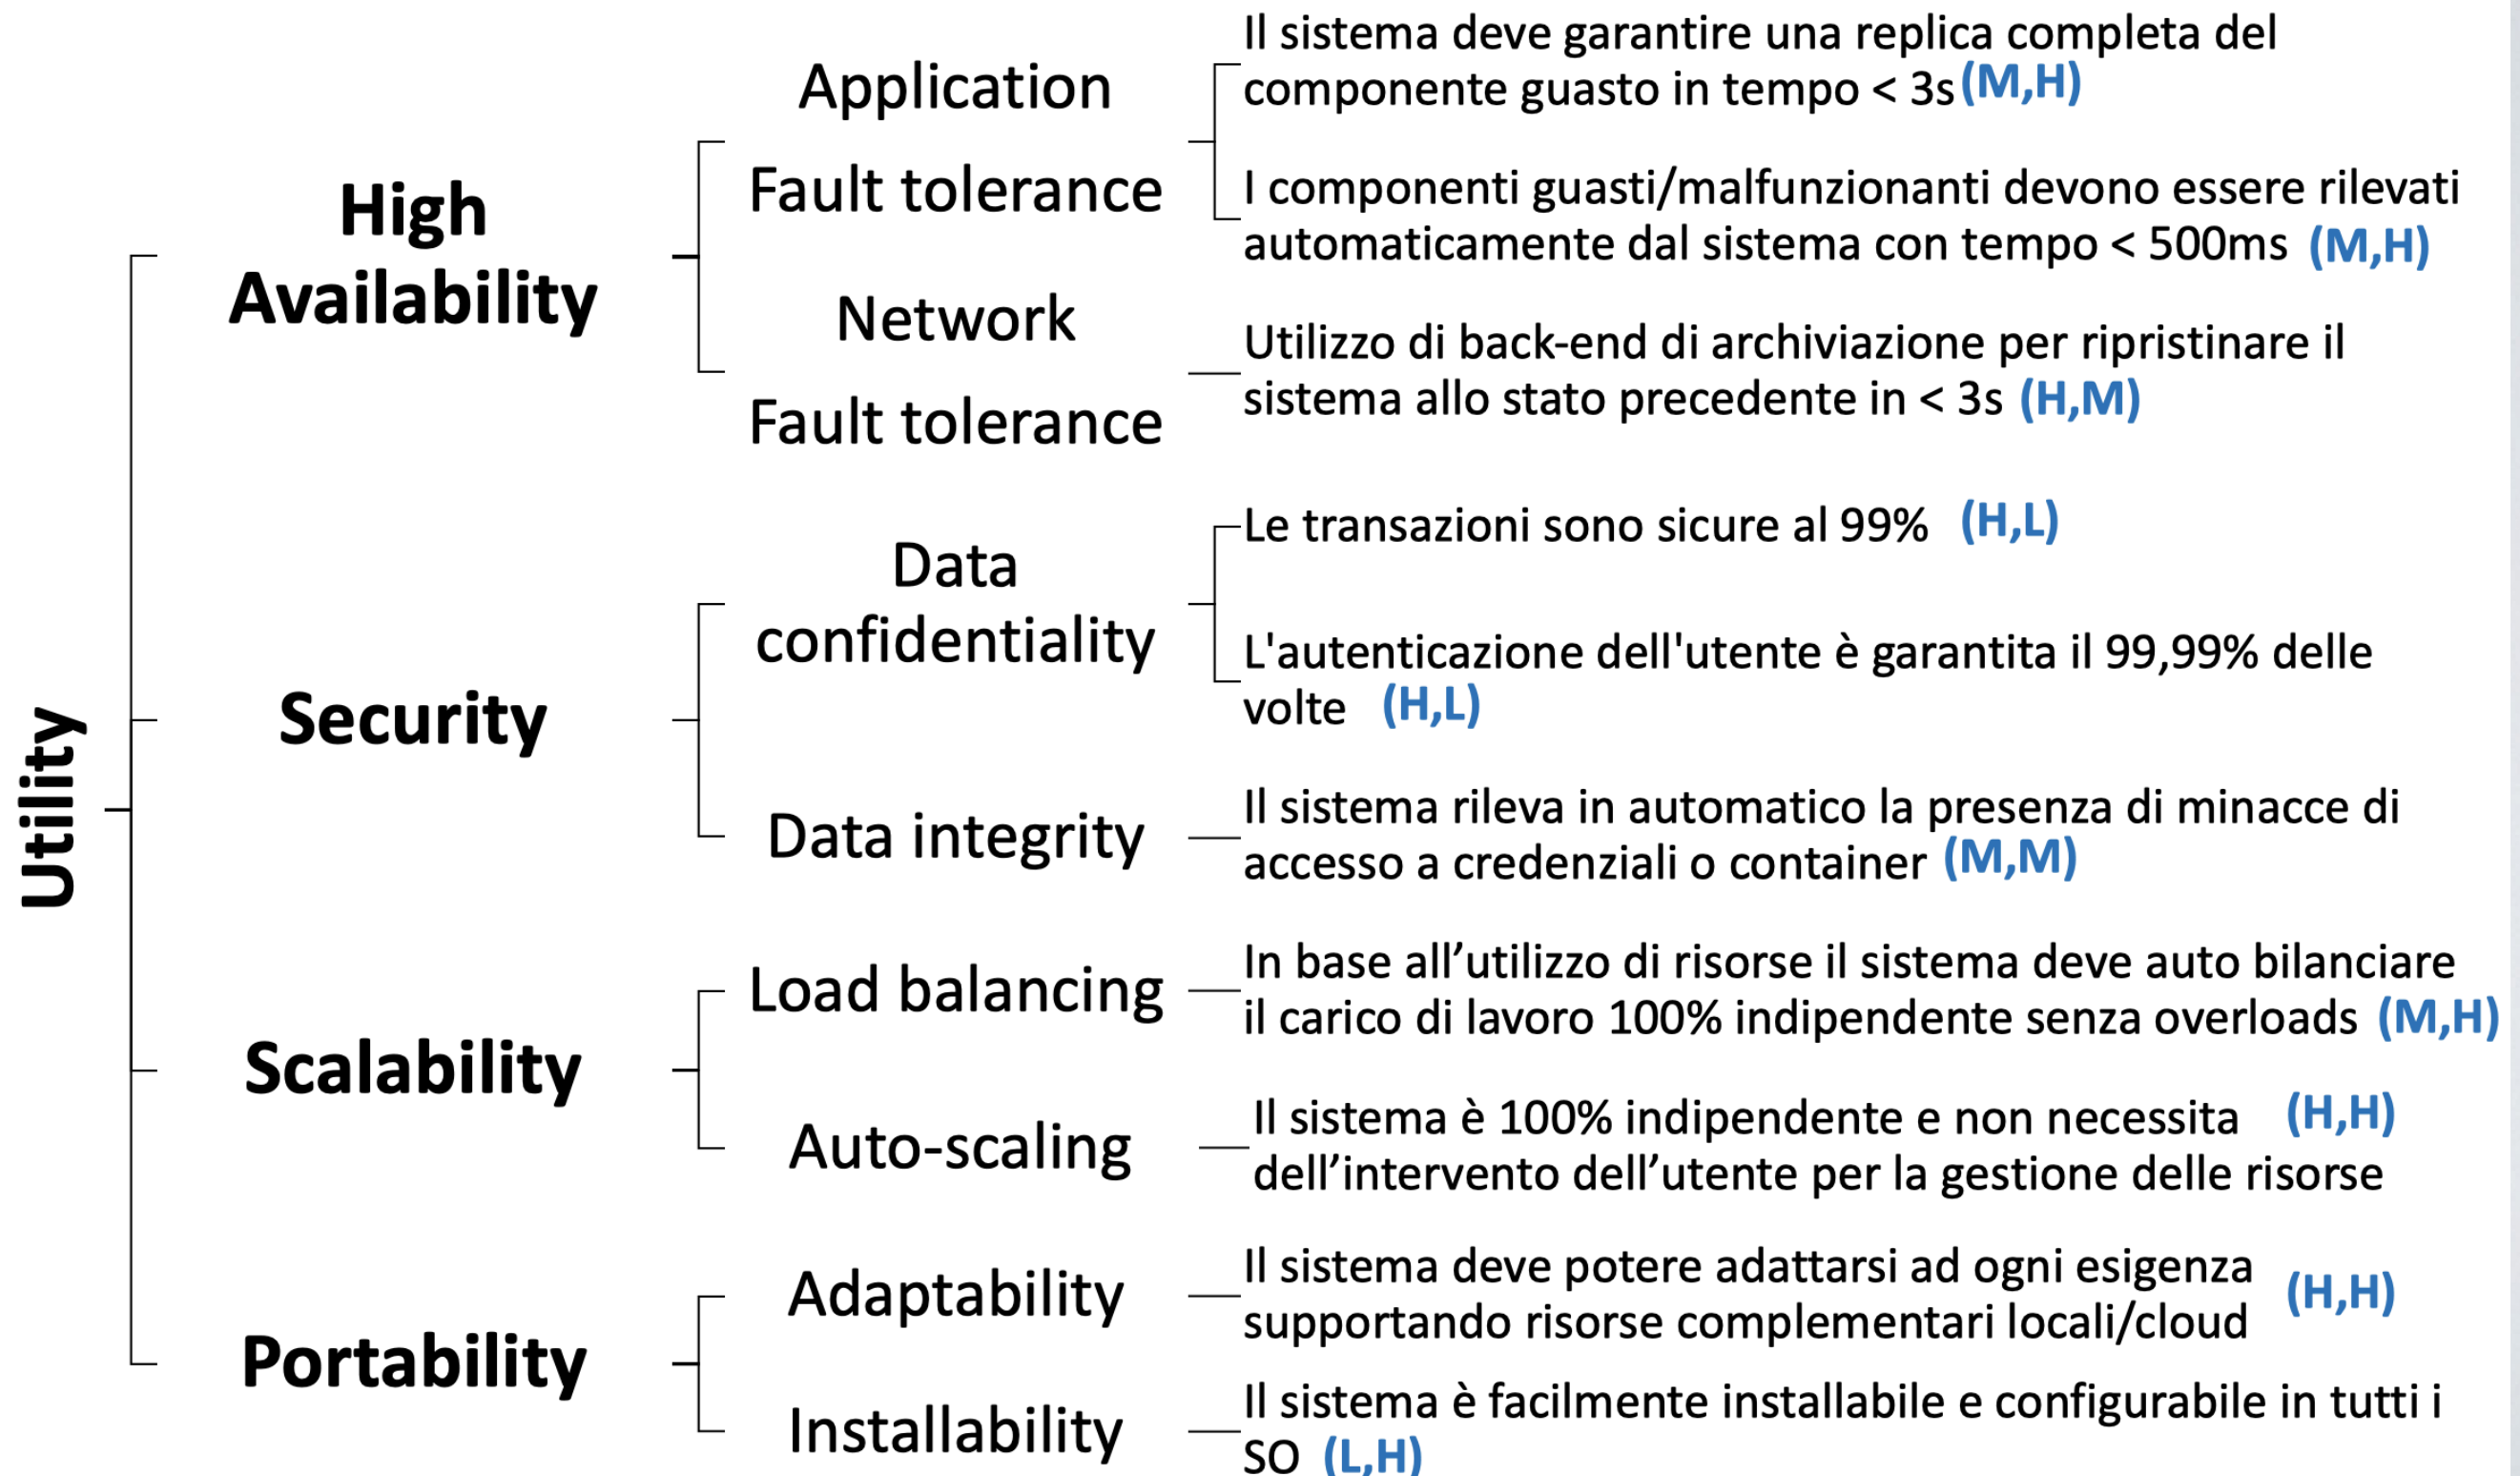 Utility
High
Availability
Application
Fault tolerance
Il sistema deve garantire una replica completa del
componente guasto in tempo < 3s (M,H)
I componenti guasti/malfunzionanti devono essere rilevati
automaticamente dal sistema con tempo < 500ms (M,H)
Network
Fault tolerance
Utilizzo di back-end di archiviazione per ripristinare il
sistema allo stato precedente in < 3s (H,M)
Security
Data
confidentiality
Le transazioni sono sicure al 99% (H,L)
L'autenticazione dell'utente è garantita il 99,99% delle
volte (H,L)
Data integrity
Il sistema rileva in automatico la presenza di minacce di
accesso a credenziali o container (M,M)
Scalability
Load balancing
In base all’utilizzo di risorse il sistema deve auto bilanciare
il carico di lavoro 100% indipendente senza overloads (M,H)
Auto-scaling
Il sistema è 100% indipendente e non necessita (H,H)
dell’intervento dell’utente per la gestione delle risorse
Portability
Adaptability
Il sistema deve potere adattarsi ad ogni esigenza
supportando risorse complementari locali/cloud (H,H)
Installability
Il sistema è facilmente installabile e configurabile in tutti i
SO (L,H)